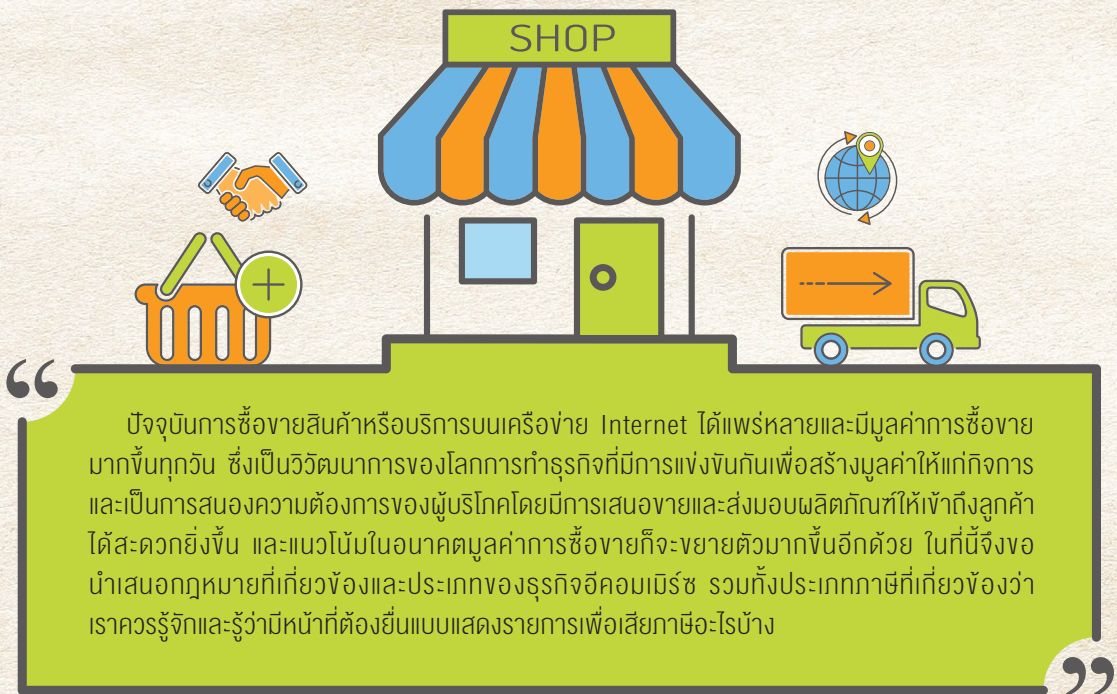 SHOP
“
ปัจจุบันการซื้อขายสินค้าหรือบริการบนเครือข่าย Internet ได้แพร่หลายและมีมูลค่าการซื้อขาย
มากขึ้นทุกวัน ซึ่งเป็นวิวัฒนาการของโลกการทำธุรกิจที่มีการแข่งขันกันเพื่อสร้างมูลค่าให้แก่กิจการ
และเป็นการสนองความต้องการของผู้บริโภคโดยมีการเสนอขายและส่งมอบผลิตภัณฑ์ให้เข้าถึงลูกค้า
ได้สะดวกยิ่งขึ้น และแนวโน้มในอนาคตมูลค่าการซื้อขายก็จะขยายตัวมากขึ้นอีกด้วย ในที่นี้จึงขอ
นำเสนอกฎหมายที่เกี่ยวข้องและประเภทของธุรกิจอีคอมเมิร์ซ รวมทั้งประเภทภาษีที่เกี่ยวข้องว่า
เราควรรู้จักและรู้ว่ามีหน้าที่ต้องยื่นแบบแสดงรายการเพื่อเสียภาษีอะไรบ้าง
”